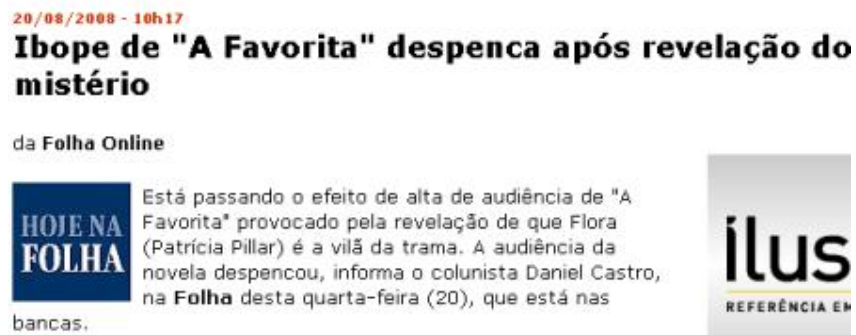 20/08/2008 - 10h17
Ibope de "A Favorita" despenca após revelação do
mistério
da Folha Online
HOJE NA
FOLHA
Está passando o efeito de alta de audiência de "A
Favorita" provocado pela revelação de que Flora
(Patrícia Pillar) é a vilã da trama. A audiência da
novela despencou, informa o colunista Daniel Castro,
na Folha desta quarta-feira (20), que está nas
bancas.
ilus
REFERÊNCIA EM